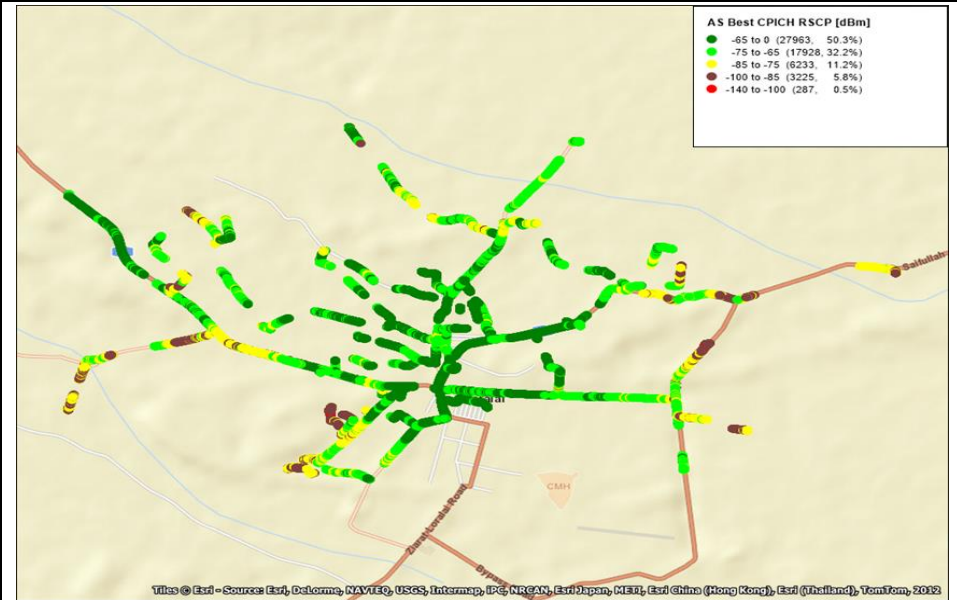 AS Best CPICH RSCP [dBm]
-65 to 0 (27963, 50.3%)
-75 to -65 (17928, 32.2%)
-85 to -75 (6233, 11.2%)
-100 to -85 (3225, 5.8%)
-140 to -100 (287, 0.5%)
Saifullah
CMH
Ziarat-Loralai Road
Bypass
Tiles © Esri - Source: Esri, DeLorme, NAVTEQ, USGS, Intermap, iPC, NRCAN, Esri Japan, METI, Esri China (Hong Kong), Esri (Thailand), TomTom, 2012